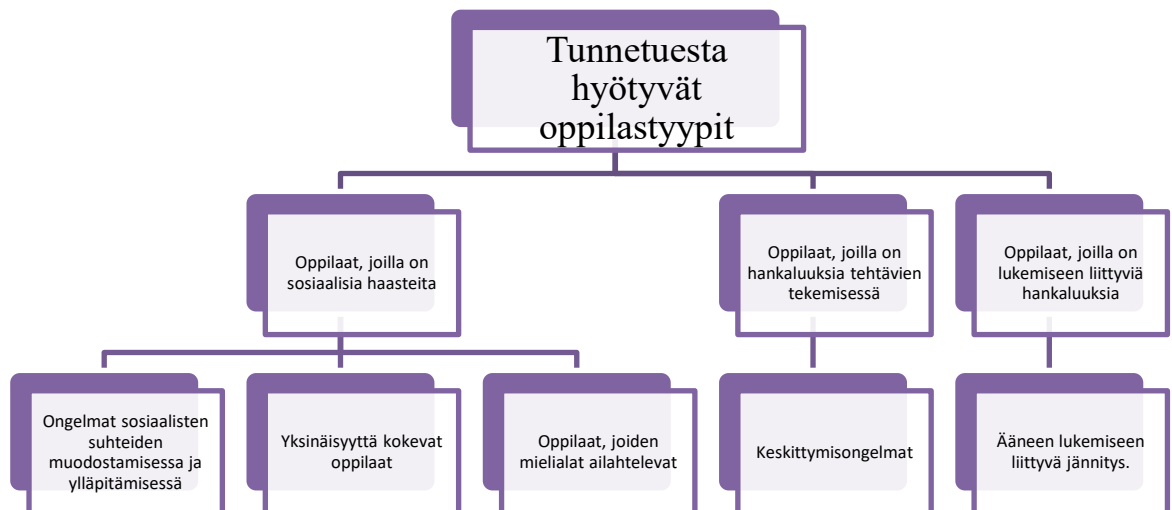 Tunnetuesta
hyötyvät
oppilastyypit
Oppilaat, joilla on
sosiaalisia haasteita
Oppilaat, joilla on
hankaluuksia tehtävien
tekemisessä
Oppilaat, joilla on
lukemiseen liittyviä
hankaluuksia
Ongelmat sosiaalisten
suhteiden
muodostamisessa ja
ylläpitämisessä
Yksinäisyyttä kokevat
oppilaat
Oppilaat, joiden
mielialat ailahtelevat
Keskittymisongelmat
Ääneen lukemiseen
liittyvä jännitys.